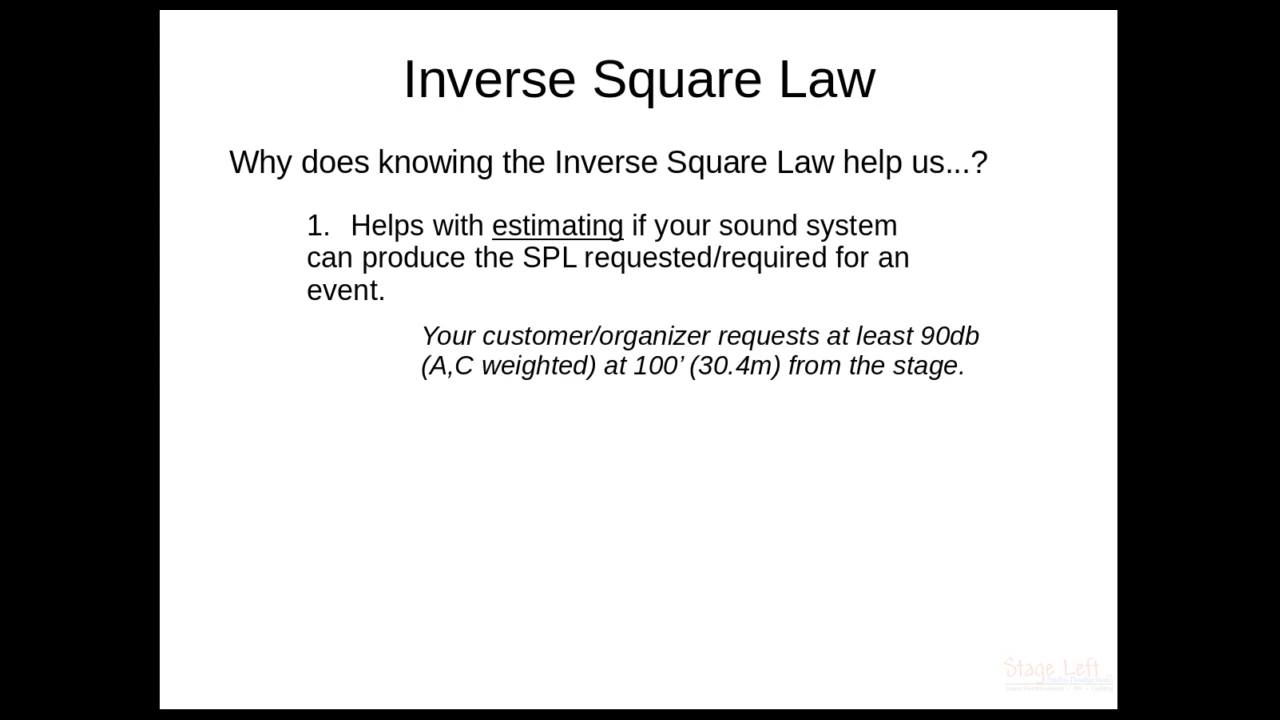 Inverse Square Law
Why does knowing the Inverse Square Law help us...?
1. Helps with estimating if your sound system
can produce the SPL requested/required for an
event.
Your customer/organizer requests at least 90db
(A,C weighted) at 100’ (30.4m) from the stage.
Stage Left